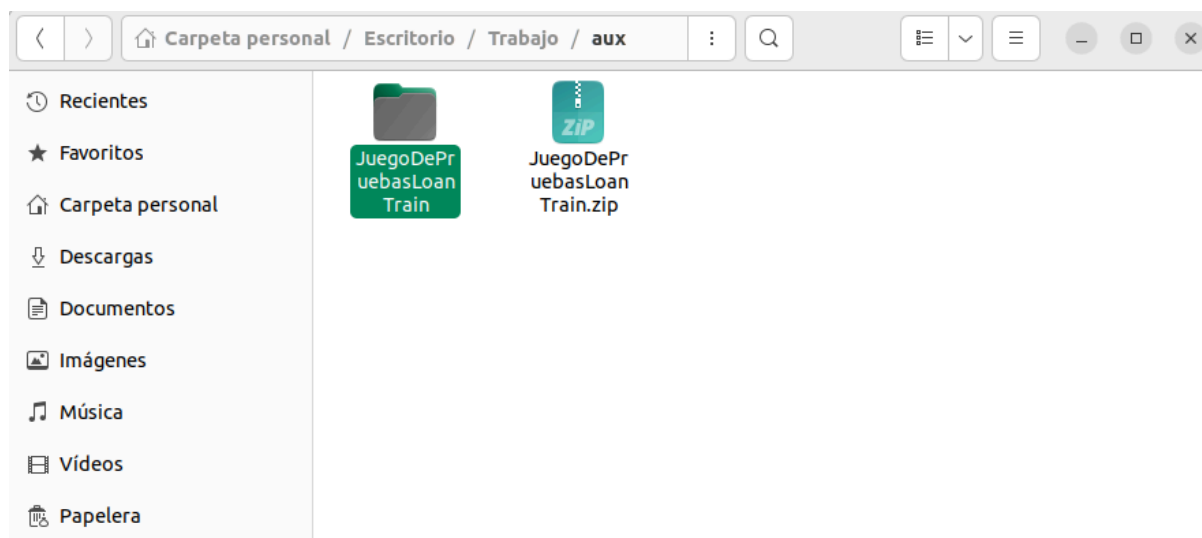 Carpeta personal / Escritorio / Trabajo / aux
Recientes
Favoritos
Carpeta personal
Descargas
Documentos
Imágenes
Música
Vídeos
Papelera
JuegoDePr
uebasLoan
Train
ZiP
JuegoDePr
uebasLoan
Train.zip